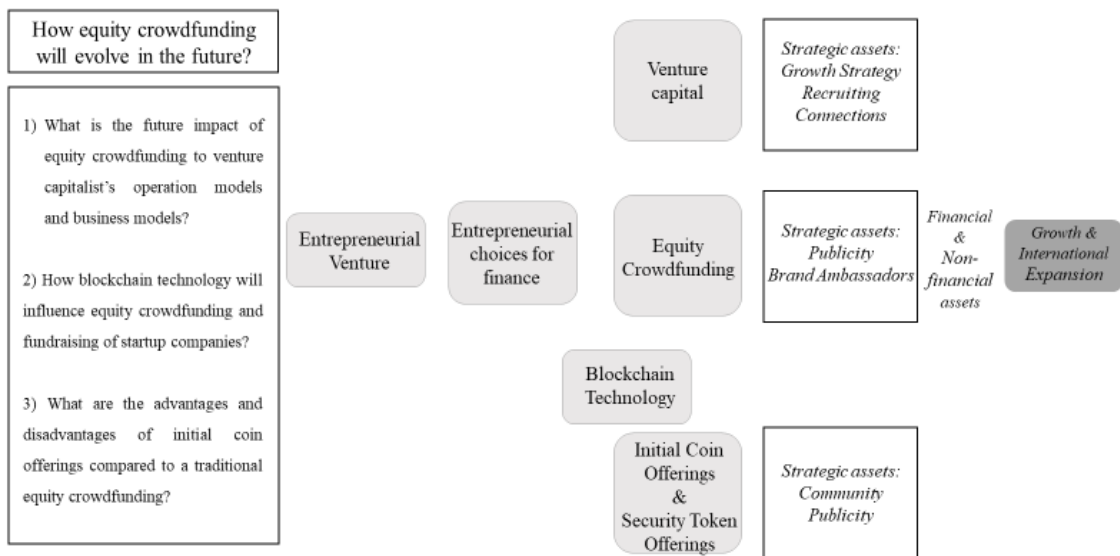 How equity crowdfunding
will evolve in the future?
1) What is the future impact of
equity crowdfunding to venture
capitalist's operation models
and business models?
2) How blockchain technology will
influence equity crowdfunding and
fundraising of startup companies?
3) What are the advantages and
disadvantages of initial coin
offerings compared to a traditional
equity crowdfunding?
Entrepreneurial
Venture
Entrepreneurial
choices for
finance
Venture
capital
Strategic assets:
Growth Strategy
Recruiting
Connections
Equity
Crowdfunding
Strategic assets:
Publicity
Brand Ambassadors
Financial
&
Non-
financial
assets
Growth &
International
Expansion
Blockchain
Technology
Initial Coin
Offerings
&
Security Token
Offerings
Strategic assets:
Community
Publicity